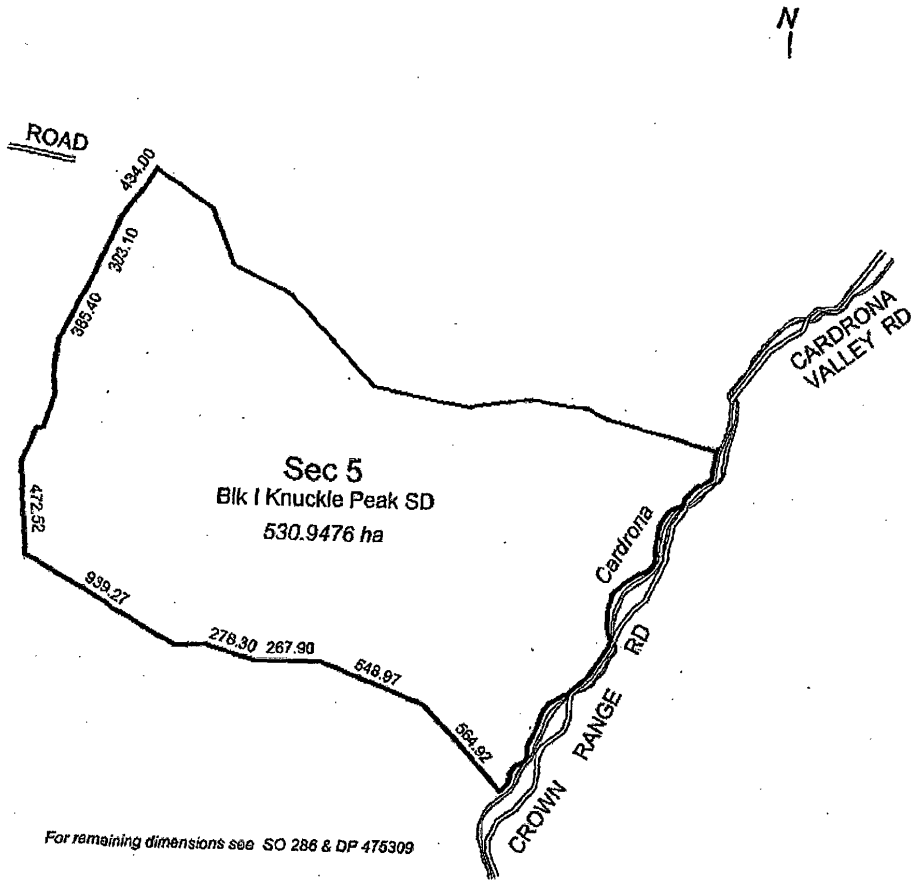 N
ROAD
434.00
303.10
385.40
CARDRONA
VALLEY RD
Sec 5
Blk I Knuckle Peak SD
530.9476 ha
472.52
Cardrona
939.27
278.30 267.90
548.97
564.92
CROWN RANGE RD
For remaining dimensions see SO 286 & DP 475309